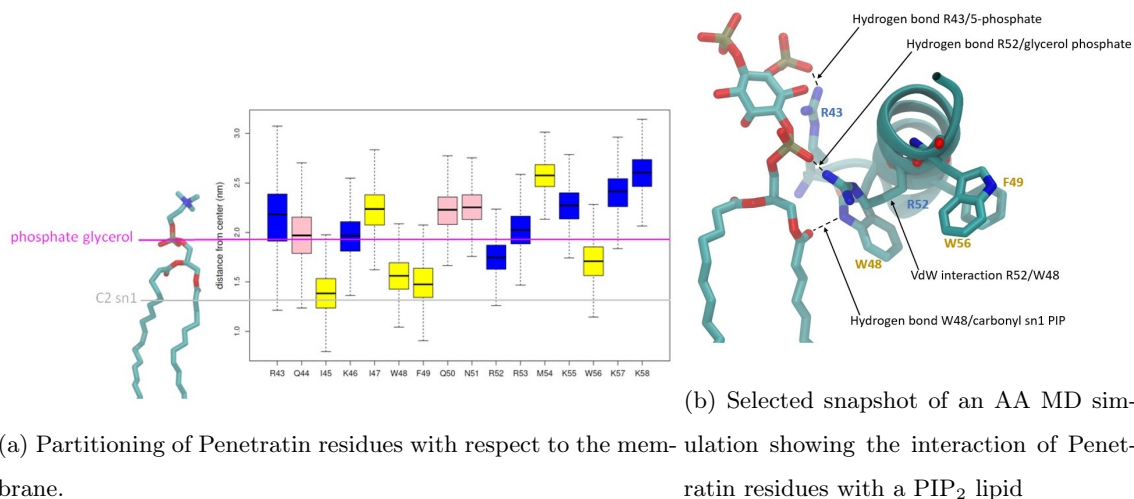 phosphate glycerol
C2 sn1
distance from center (nm)
3.0
2.5
2.0
1.5
1.0
R43 Q44 I45 K46 I47 W48 F49 Q50 N51 R52 R53 M54 K55 W56 K57 K58
Hydrogen bond R43/5-phosphate
Hydrogen bond R52/glycerol phosphate
R43
F49
R52
W56
W48
VdW interaction R52/W48
Hydrogen bond W48/carbonyl sn1 PIP
(a) Partitioning of Penetratin residues with respect to the mem-
brane.
(b) Selected snapshot of an AA MD sim-
ulation showing the interaction of Penet-
ratin residues with a PIP₂ lipid